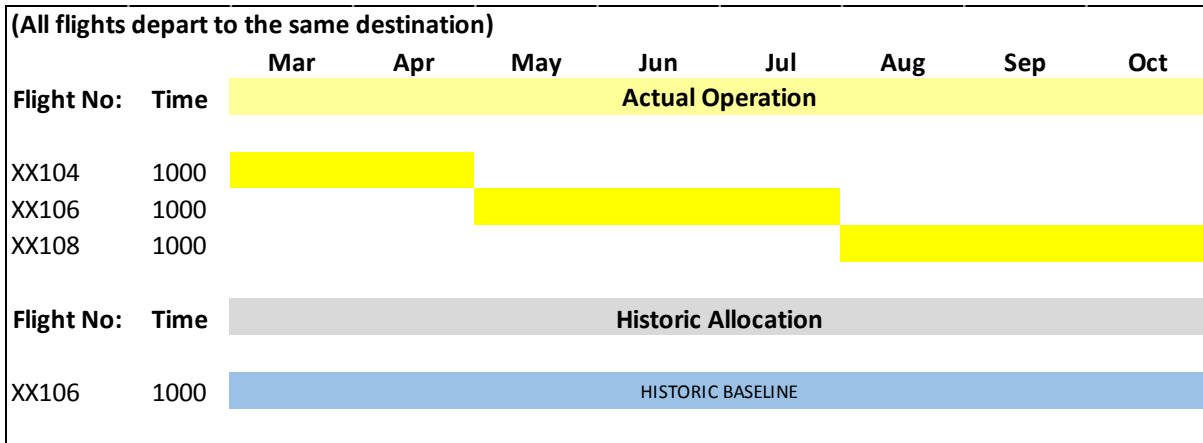 (All flights depart to the same destination)
Mar Apr May Jun Jul Aug Sep Oct
Flight No: Time Actual Operation
XX104 1000
XX106 1000
XX108 1000
Flight No: Time Historic Allocation
XX106 1000 HISTORIC BASELINE